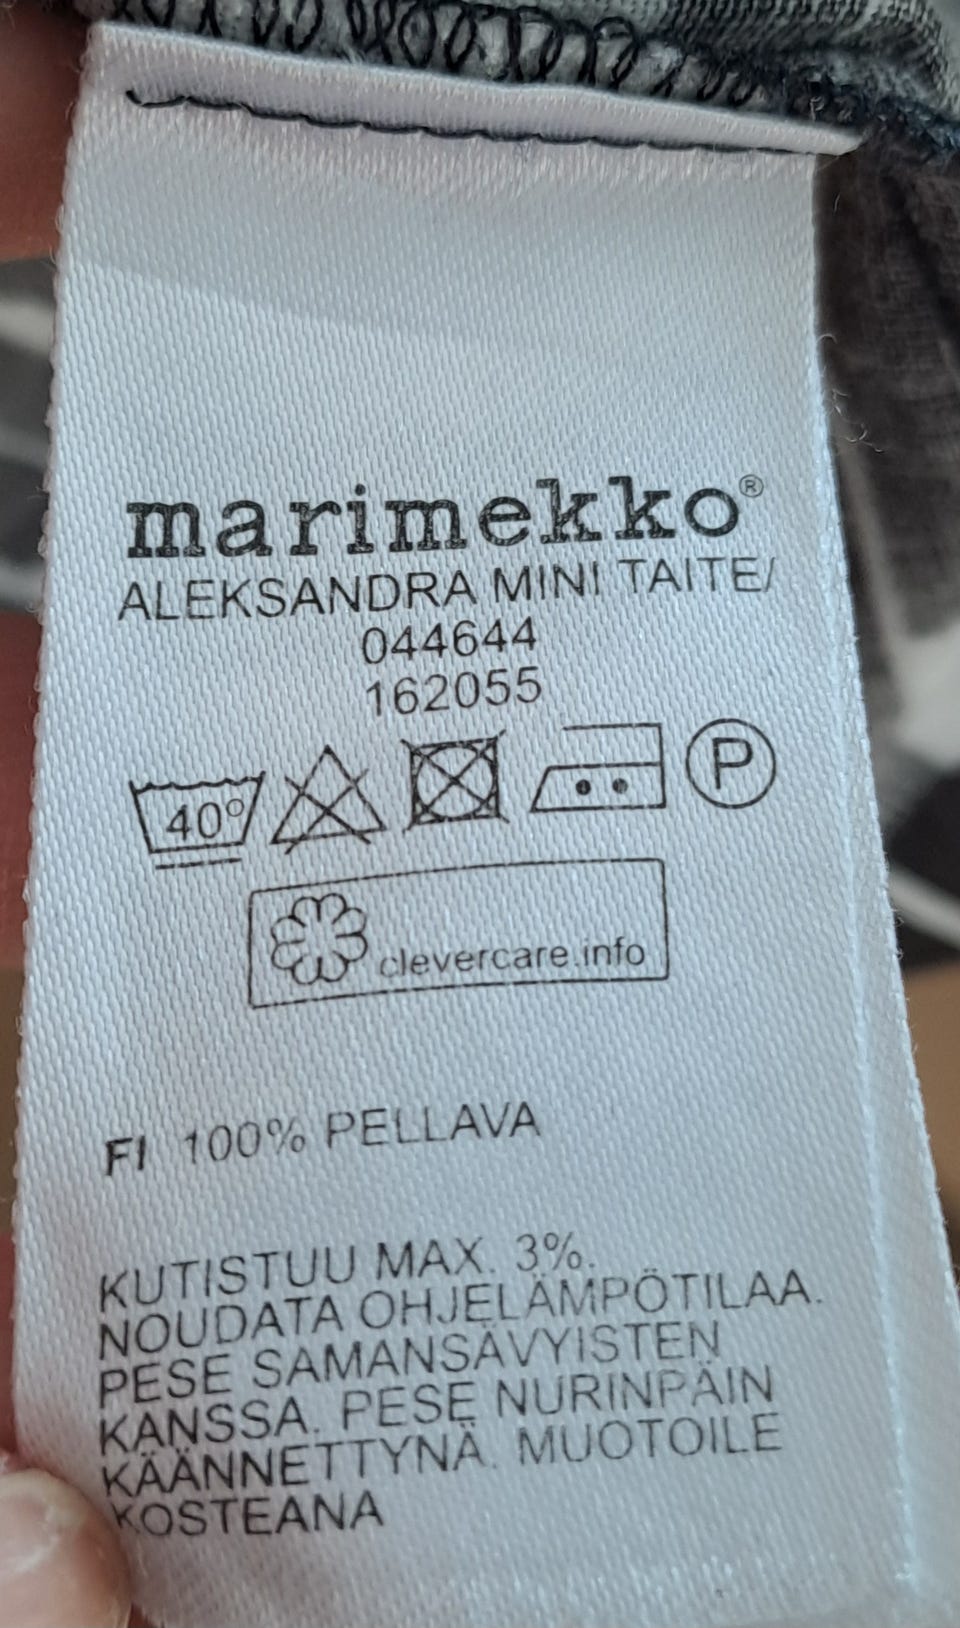 marimekko®
ALEKSANDRA MINI TAITE/
044644
162055
40° P
clevercare.info
FI 100% PELLAVA
KUTISTUU MAX. 3%.
NOUDATA OHJELÄMPÖTILAA.
PESE SAMANSÄVYISTEN
KANSSA. PESE NURINPÄIN
KÄÄNNETTYNÄ. MUOTOILE
KOSTEANA